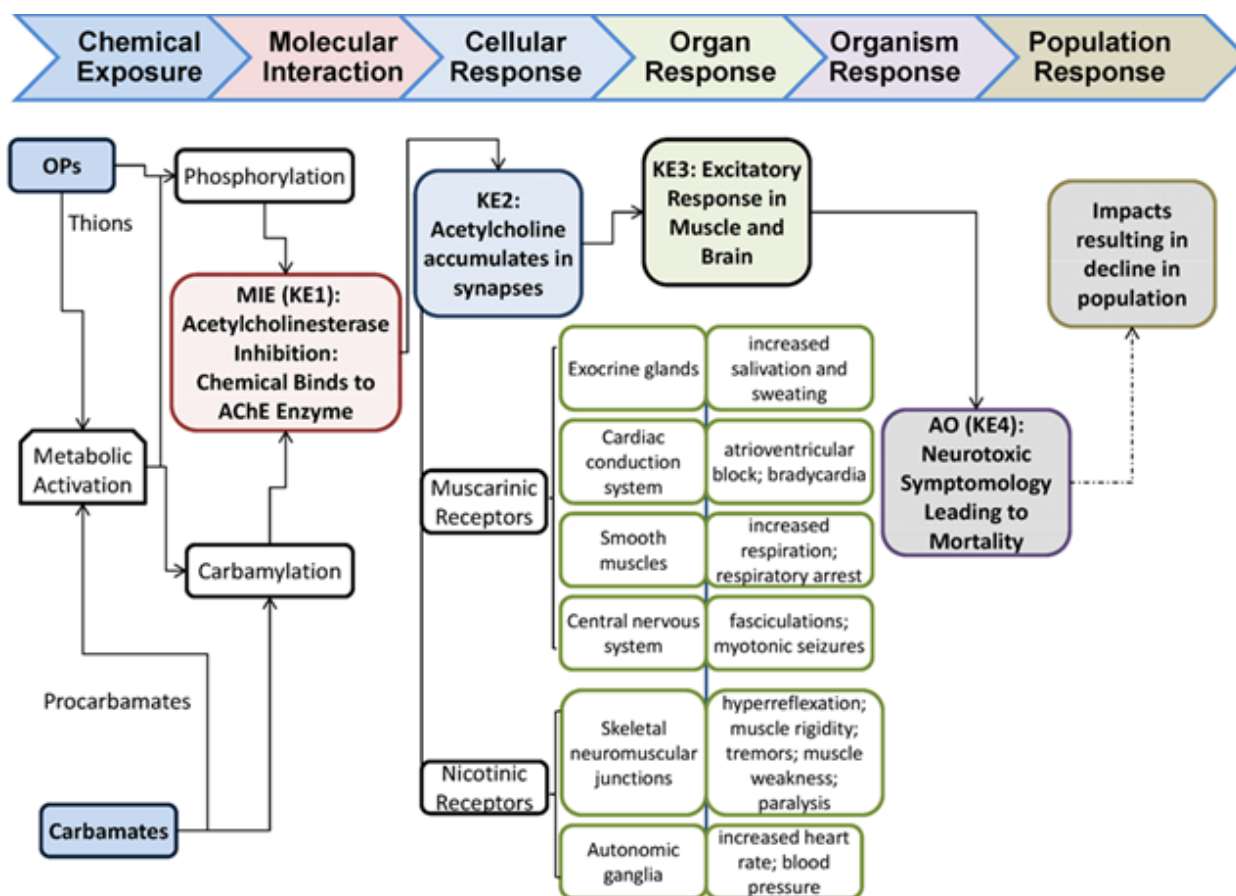 Chemical
Exposure
Molecular
Interaction
Cellular
Response
Organ
Response
Organism
Response
Population
Response
OPs
Thions
Phosphorylation
MIE (KE1):
Acetylcholinesterase
Inhibition:
Chemical Binds to
AChE Enzyme
Metabolic
Activation
Carbamylation
Procarbamates
Carbamates
KE2:
Acetylcholine
accumulates in
synapses
KE3: Excitatory
Response in
Muscle and
Brain
Muscarinic
Receptors
Exocrine glands
increased
salivation and
sweating
Cardiac
conduction
system
atrioventricular
block; bradycardia
Smooth
muscles
increased
respiration;
respiratory arrest
Central nervous
system
fasciculations;
myotonic seizures
Nicotinic
Receptors
Skeletal
neuromuscular
junctions
hyperreflexation;
muscle rigidity;
tremors; muscle
weakness;
paralysis
Autonomic
ganglia
increased heart
rate; blood
pressure
AO (KE4):
Neurotoxic
Symptomology
Leading to
Mortality
Impacts
resulting in
decline in
population